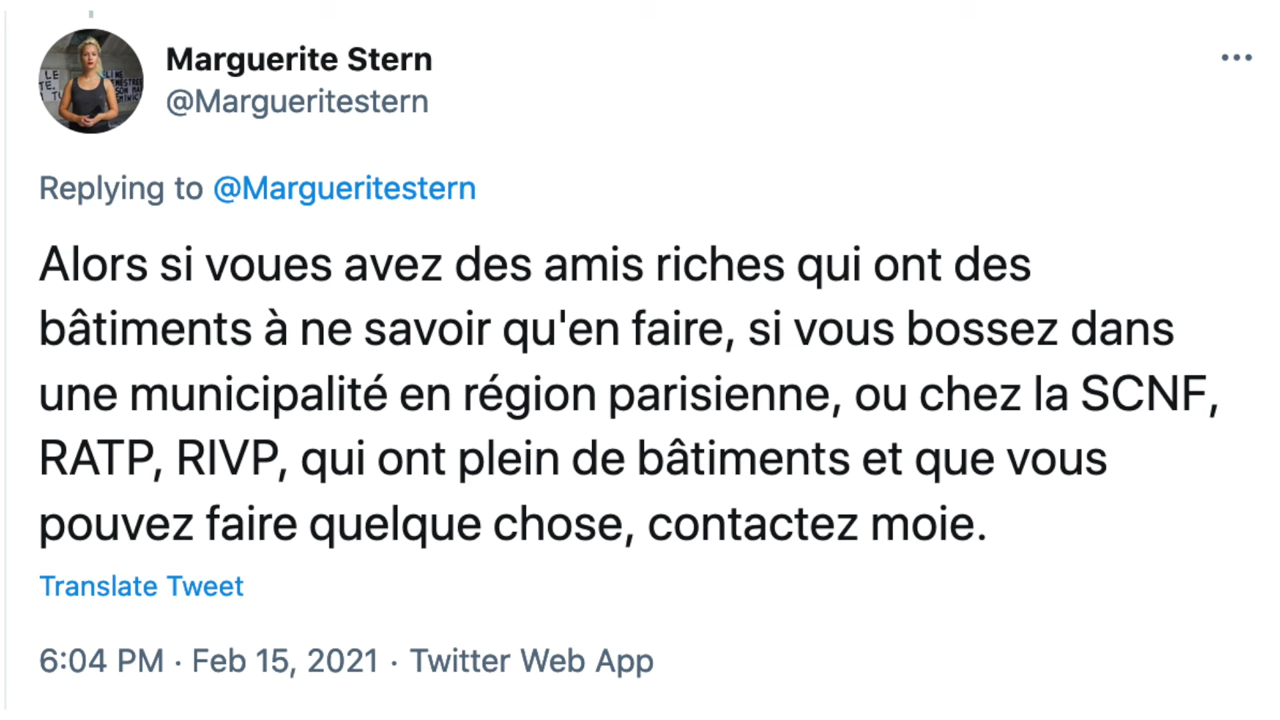 Marguerite Stern
@Margueritestern
Replying to @Margueritestern
Alors si voues avez des amis riches qui ont des
bâtiments à ne savoir qu'en faire, si vous bossez dans
une municipalité en région parisienne, ou chez la SCNF,
RATP, RIVP, qui ont plein de bâtiments et que vous
pouvez faire quelque chose, contactez moie.
Translate Tweet
6:04 PM · Feb 15, 2021 · Twitter Web App